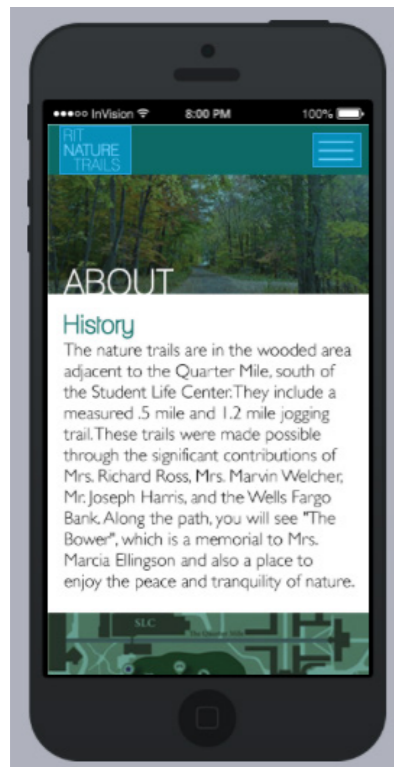 ●●●○○ InVision 8:00 PM 100%
RIT
NATURE
TRAILS
ABOUT
History
The nature trails are in the wooded area
adjacent to the Quarter Mile, south of
the Student Life Center.They include a
measured .5 mile and 1.2 mile jogging
trail.These trails were made possible
through the significant contributions of
Mrs. Richard Ross, Mrs. Marvin Welcher,
Mr. Joseph Harris, and the Wells Fargo
Bank. Along the path, you will see "The
Bower", which is a memorial to Mrs.
Marcia Ellingson and also a place to
enjoy the peace and tranquility of nature.
SLC
The Quarter Mile